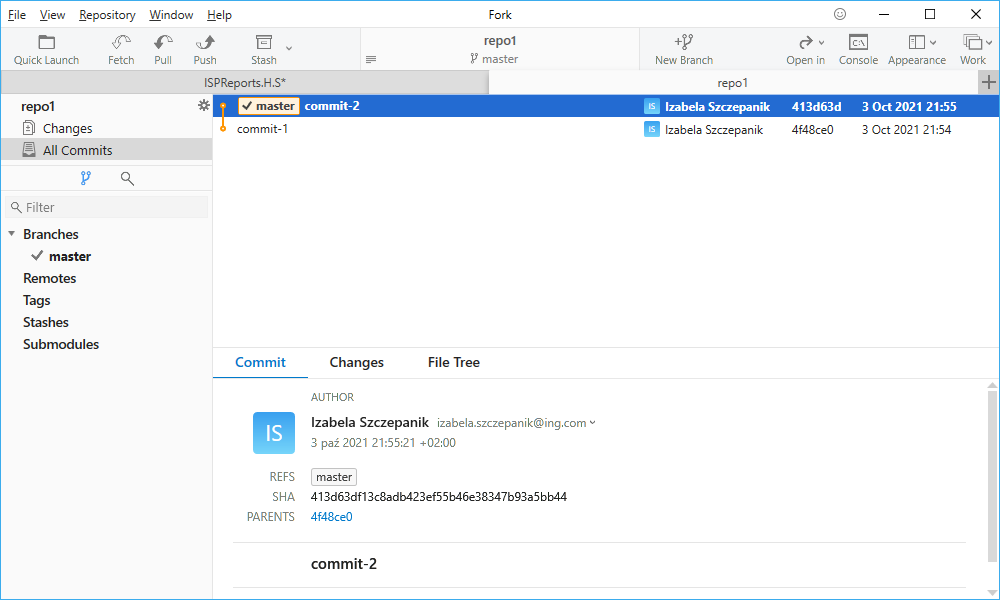 File View Repository Window Help Fork
Quick Launch Fetch Pull Push Stash repo1 New Branch Open in Console Appearance Work
master
ISPReports.H.S* repo1
repo1
Changes
All Commits
Filter
Branches
master
Remotes
Tags
Stashes
Submodules
master commit-2 IS Izabela Szczepanik 413d63d 3 Oct 2021 21:55
commit-1 IS Izabela Szczepanik 4f48ce0 3 Oct 2021 21:54
Commit Changes File Tree
AUTHOR
IS Izabela Szczepanik izabela.szczepanik@ing.com
3 paź 2021 21:55:21 +02:00
REFS master
SHA 413d63df13c8adb423ef55b46e38347b93a5bb44
PARENTS 4f48ce0
commit-2